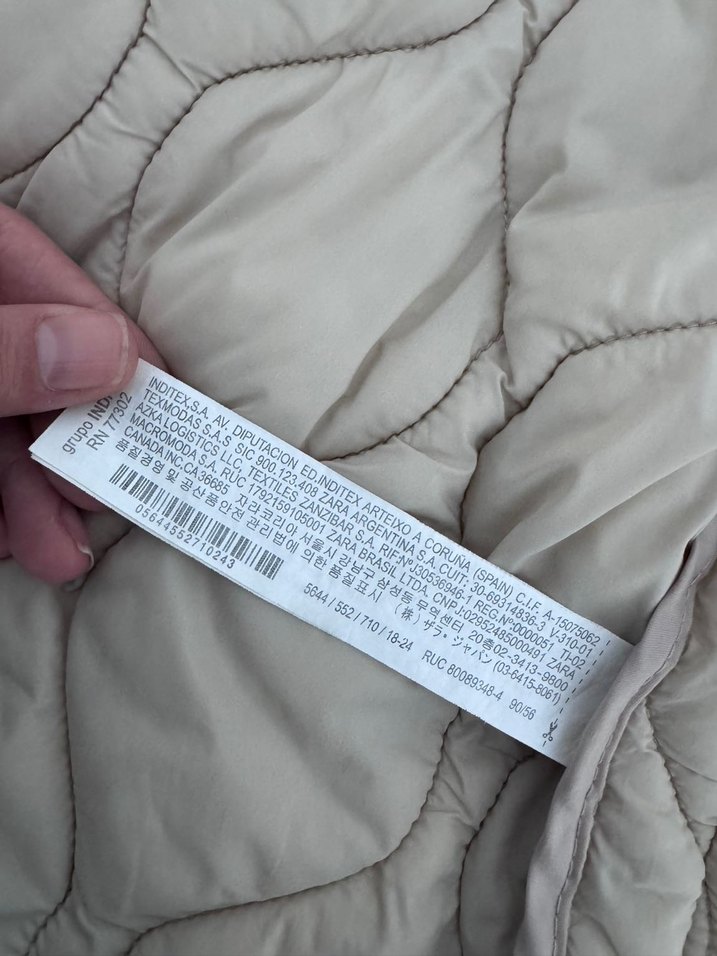 grupo INDI
RN 77302
INDITEX,S.A. AV. DIPUTACION ED.INDITEX ARTEIXO A CORUÑA (SPAIN) C.I.F. A-15075062
TEXMODAS S.A.S SIC 900.123.408 ZARA ARGENTINA S.A. CUIT: 30-69314836-3 V-310-01
AZKA LOGISTICS LLC, TEXTILES ZANZIBAR S.A. RIF:Nº J30536946-1 REG.Nº:0000051 TI-02
MACROMODA S.A. RUC 1792159105001 ZARA BRASIL LTDA, CNPJ:02952485000491 ZARA
CANADA INC.CA 36685 자라코리아 서울시 강남구 삼성동 무역센터 20층02-3413-9800
품질경영 및 공산품안전 관리법에 의한 품질표시 (株) ザラ・ジャパン (03-6415-8061)
05644552710243
5644 / 552 / 710 / 18-24 RUC 80089348-4 90/56